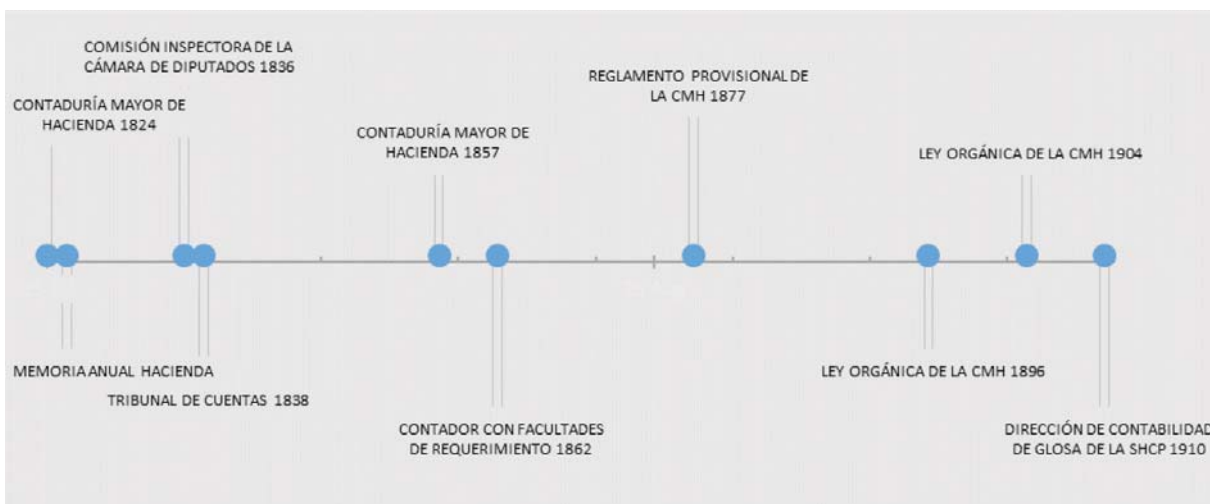 COMISIÓN INSPECTORA DE LA
CÁMARA DE DIPUTADOS 1836
CONTADURÍA MAYOR DE
HACIENDA 1824
CONTADURÍA MAYOR DE
HACIENDA 1857
REGLAMENTO PROVISIONAL DE
LA CMH 1877
LEY ORGÁNICA DE LA CMH 1904
MEMORIA ANUAL HACIENDA
TRIBUNAL DE CUENTAS 1838
CONTADOR CON FACULTADES
DE REQUERIMIENTO 1862
LEY ORGÁNICA DE LA CMH 1896
DIRECCIÓN DE CONTABILIDAD
DE GLOSA DE LA SHCP 1910